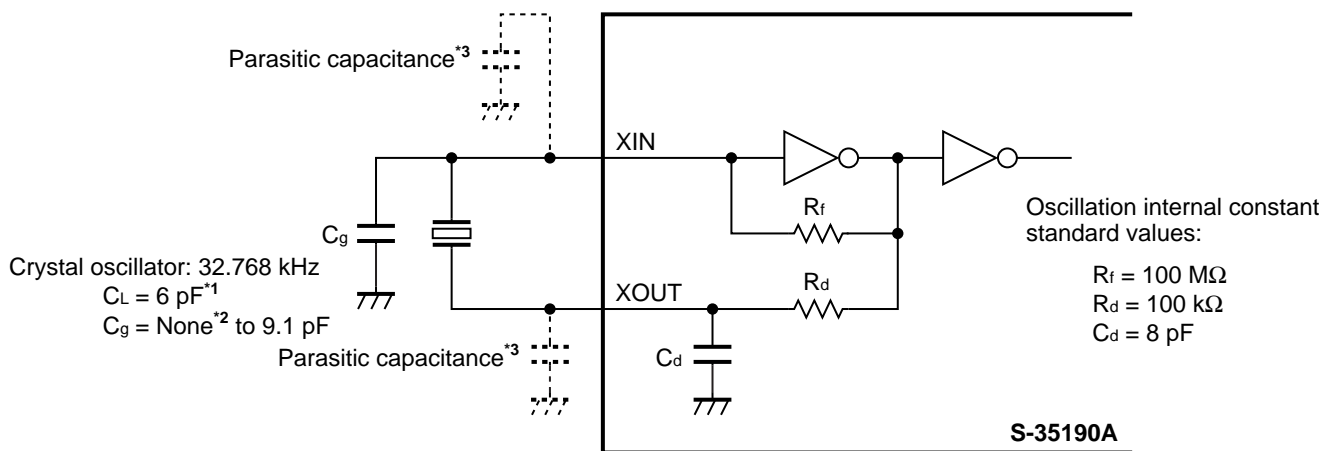 Parasitic capacitance*3
XIN
Rf
Cg
Oscillation internal constant
standard values:
Crystal oscillator: 32.768 kHz
CL = 6 pF*1
Cg = None*2 to 9.1 pF
XOUT
Rd
Rf = 100 MΩ
Rd = 100 kΩ
Cd = 8 pF
Parasitic capacitance*3
Cd
S-35190A